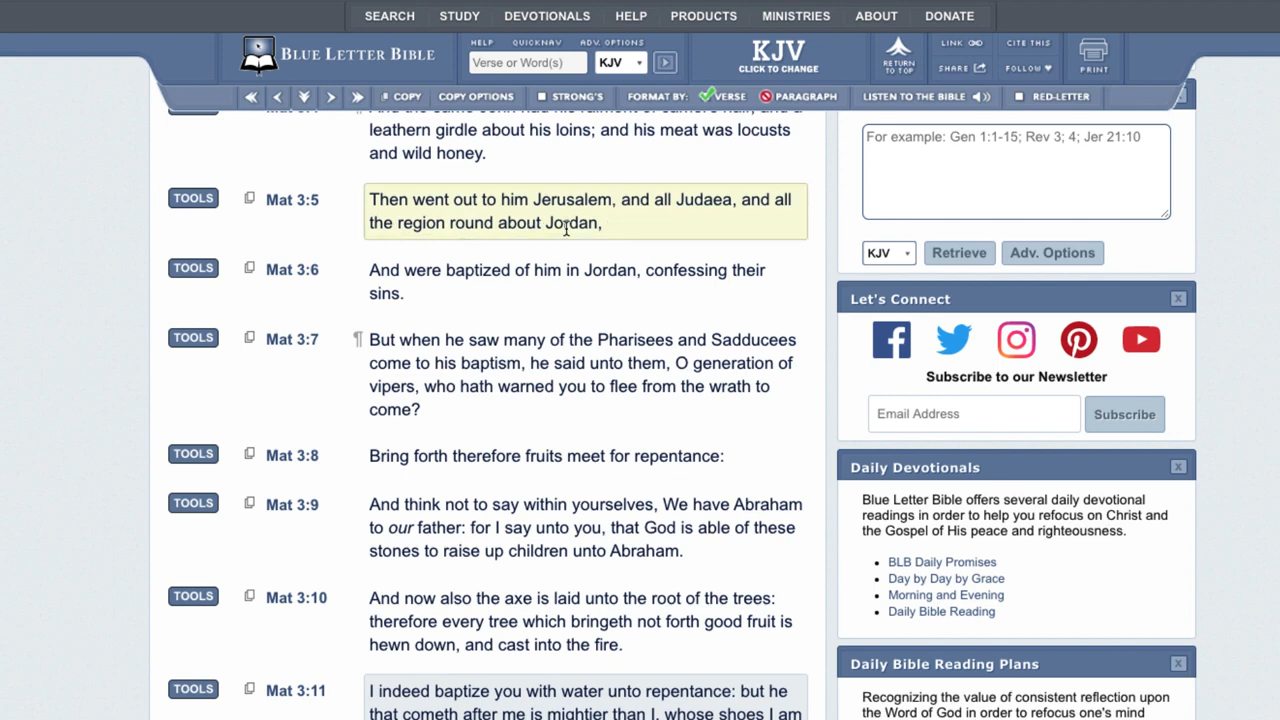 SEARCH STUDY DEVOTIONALS HELP PRODUCTS MINISTRIES ABOUT DONATE
BLUE LETTER BIBLE
HELP QUICKNAV ADV. OPTIONS
Verse or Word(s) KJV
KJV
CLICK TO CHANGE
RETURN
TO TOP
LINK CITE THIS
SHARE FOLLOW
PRINT
COPY COPY OPTIONS STRONG'S FORMAT BY: VERSE PARAGRAPH LISTEN TO THE BIBLE RED-LETTER
leathern girdle about his loins; and his meat was locusts
and wild honey.
TOOLS Mat 3:5 Then went out to him Jerusalem, and all Judaea, and all
the region round about Jordan,
TOOLS Mat 3:6 And were baptized of him in Jordan, confessing their
sins.
TOOLS Mat 3:7 ¶ But when he saw many of the Pharisees and Sadducees
come to his baptism, he said unto them, O generation of
vipers, who hath warned you to flee from the wrath to
come?
TOOLS Mat 3:8 Bring forth therefore fruits meet for repentance:
TOOLS Mat 3:9 And think not to say within yourselves, We have Abraham
to our father: for I say unto you, that God is able of these
stones to raise up children unto Abraham.
TOOLS Mat 3:10 And now also the axe is laid unto the root of the trees:
therefore every tree which bringeth not forth good fruit is
hewn down, and cast into the fire.
TOOLS Mat 3:11 I indeed baptize you with water unto repentance: but he
that cometh after me is mightier than I, whose shoes I am
For example: Gen 1:1-15; Rev 3; 4; Jer 21:10
KJV Retrieve Adv. Options
Let's Connect X
Subscribe to our Newsletter
Email Address Subscribe
Daily Devotionals X
Blue Letter Bible offers several daily devotional
readings in order to help you refocus on Christ and
the Gospel of His peace and righteousness.
BLB Daily Promises
Day by Day by Grace
Morning and Evening
Daily Bible Reading
Daily Bible Reading Plans X
Recognizing the value of consistent reflection upon
the Word of God in order to refocus one's mind